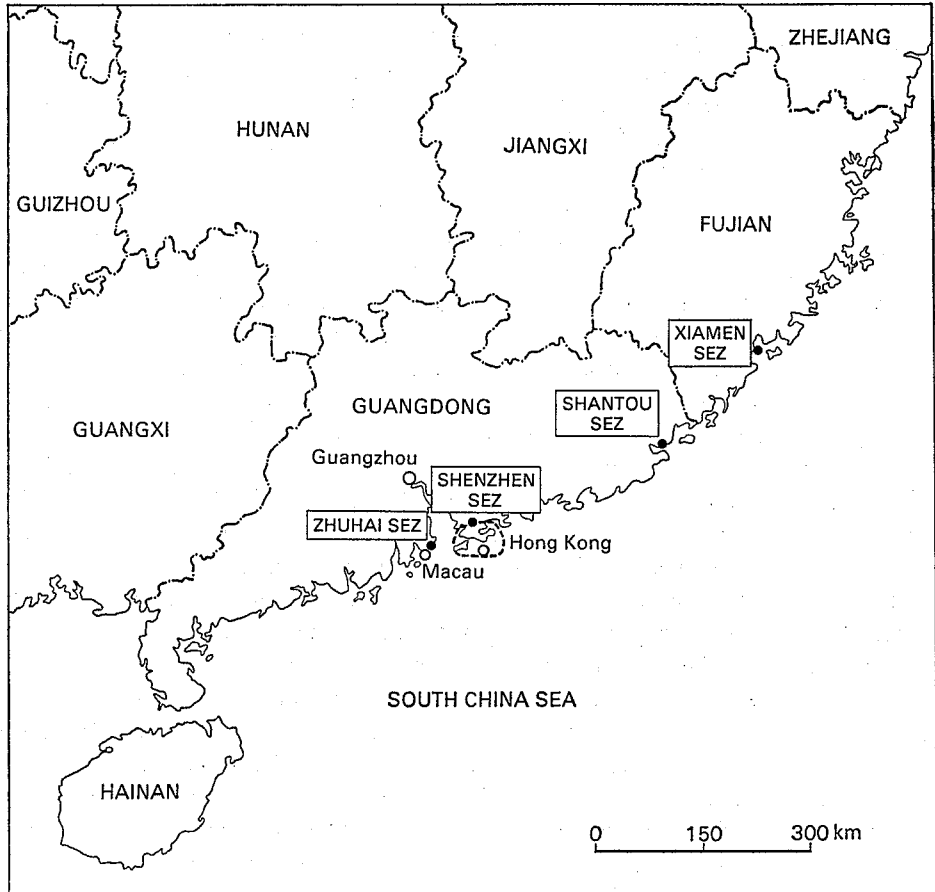 ZHEJIANG
HUNAN
JIANGXI
GUIZHOU
FUJIAN
XIAMEN
SEZ
SHANTOU
SEZ
GUANGDONG
GUANGXI
Guangzhou
SHENZHEN
SEZ
ZHUHAI SEZ
Hong Kong
Macau
SOUTH CHINA SEA
HAINAN
0 150 300 km